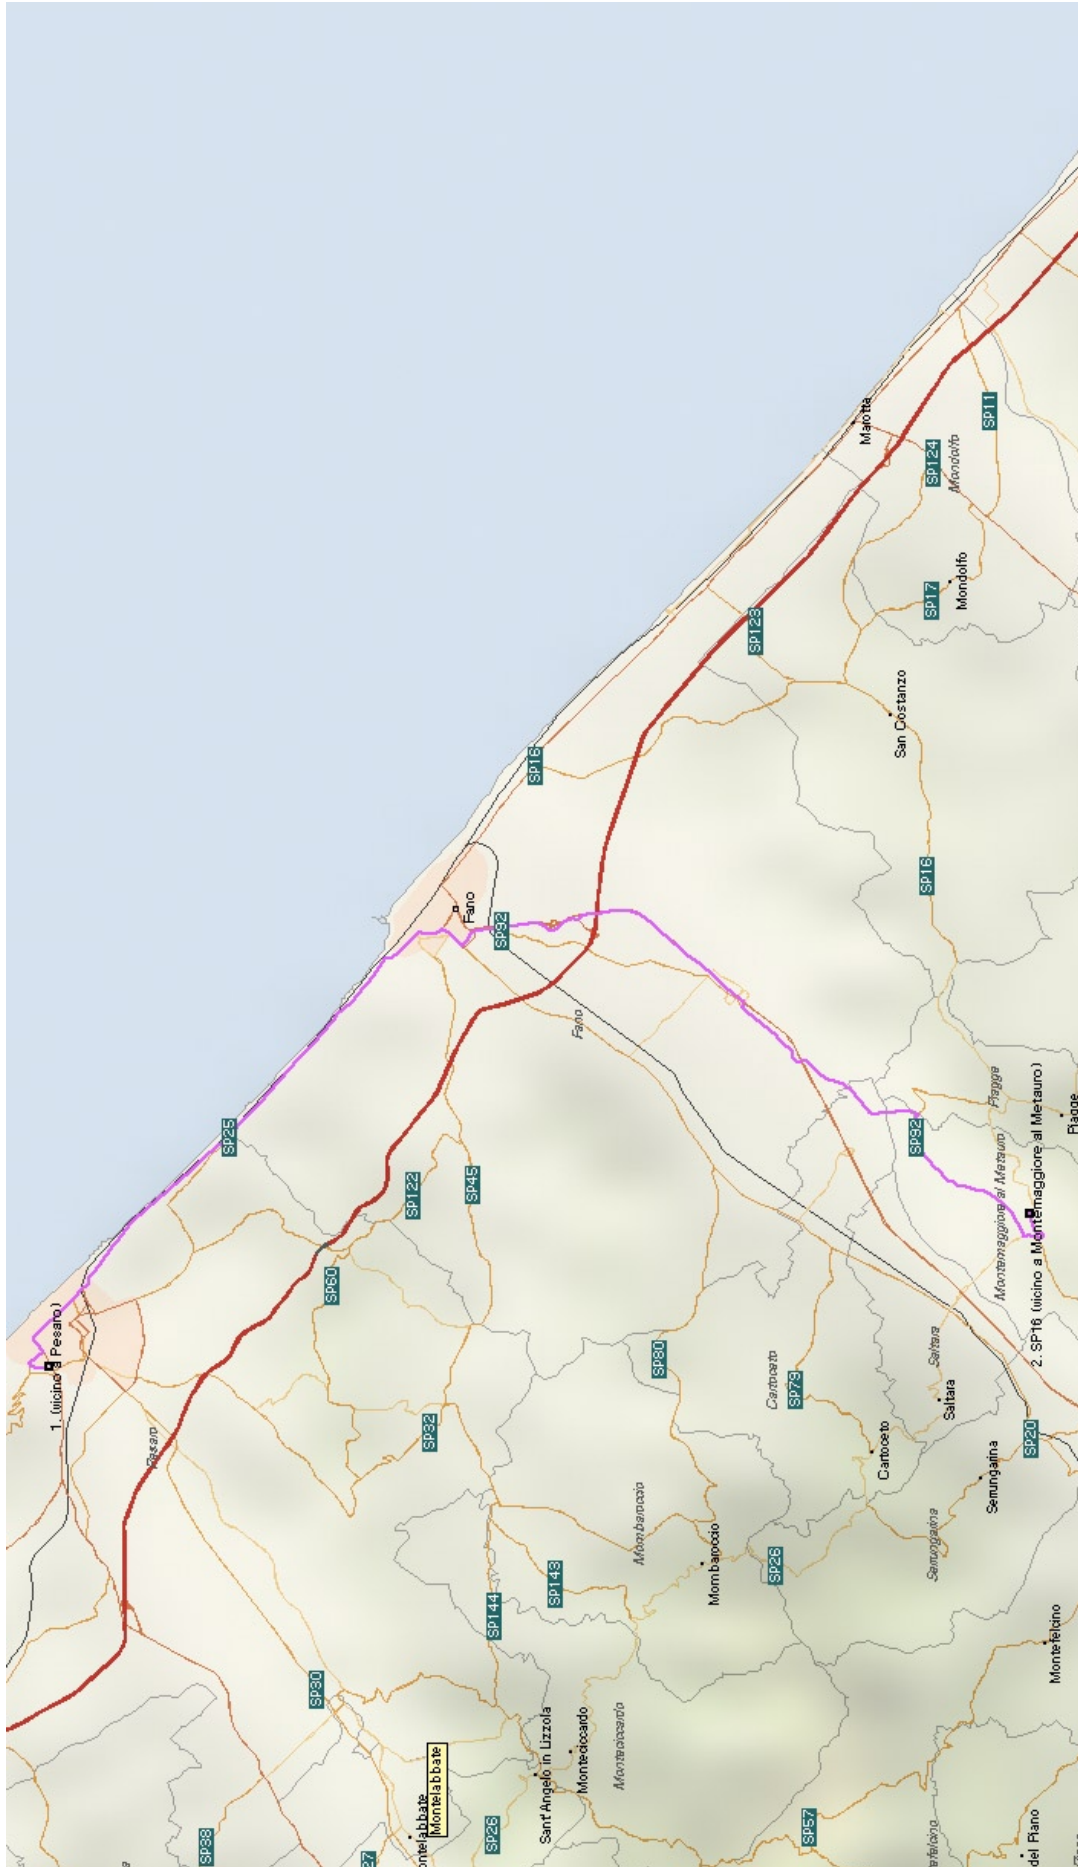 1. (vicino a Pesaro)
Pesaro
SP25
SP60
SP122
SP45
SP32
SP30
SP38
SP144
SP143
SP26
Montelabbate
Sant'Angelo in Lizzola
Monteciccardo
Monteciccardo
Mombaroccio
Mombaroccio
SP26
SP80
SP79
Cartoceto
Cartoceto
Saltara
Saltara
Serrungarina
Serrungarina
SP20
Montefelcino
SP57
del Piano
Fano
Fano
SP92
SP16
SP123
Marotta
SP124
Mondolfo
SP11
SP17
Mondolfo
San Costanzo
SP16
SP92
Piagge
Piagge
Montemaggiore al Metauro
2. SP16 (vicino a Montemaggiore al Metauro)